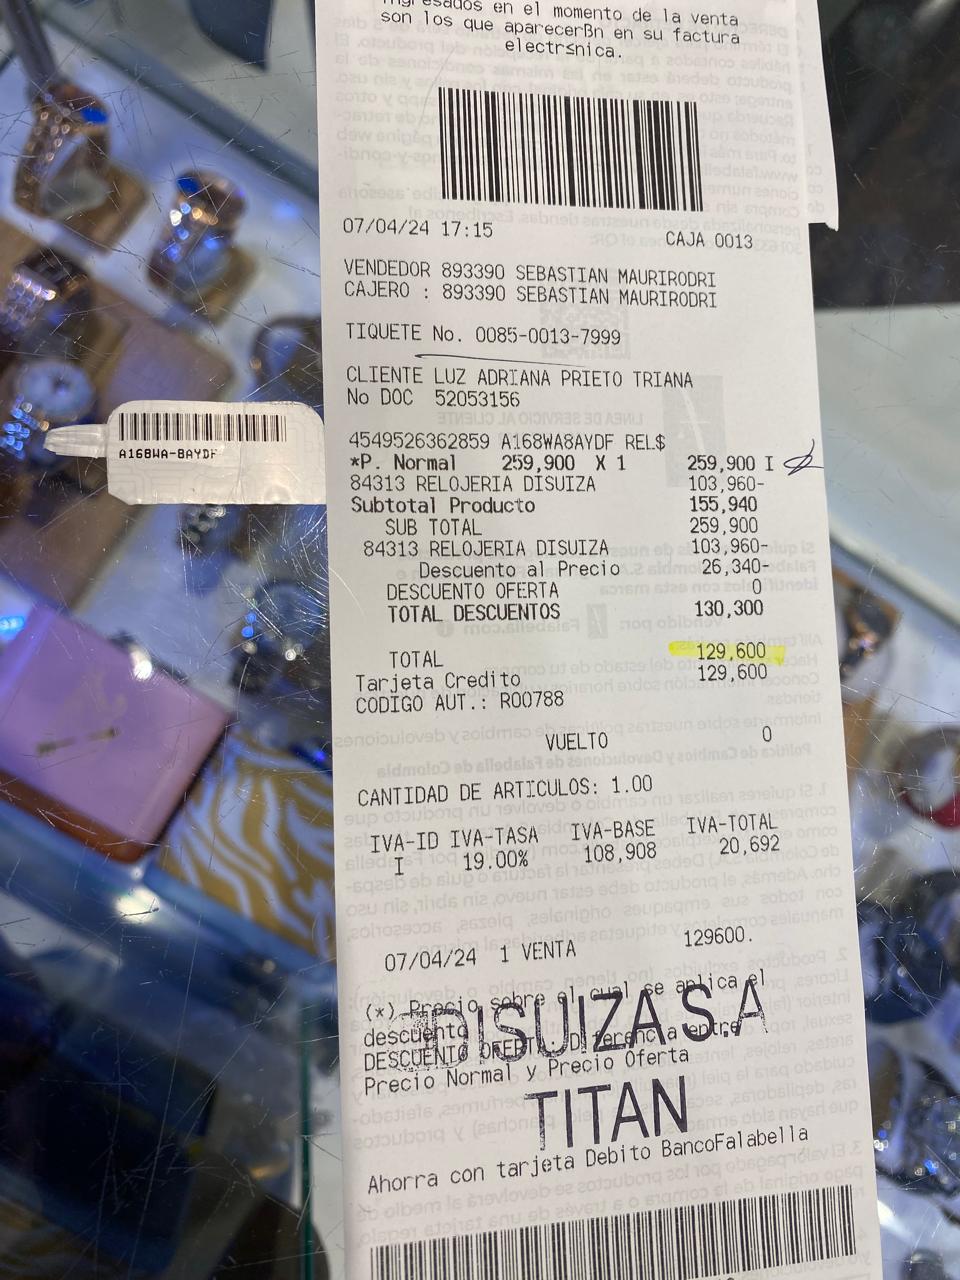 ingresados en el momento de la venta
son los que aparecerßn en su factura
electr≤nica.
07/04/24 17:15 CAJA 0013
VENDEDOR 893390 SEBASTIAN MAURIRODRI
CAJERO : 893390 SEBASTIAN MAURIRODRI
TIQUETE No. 0085-0013-7999
CLIENTE LUZ ADRIANA PRIETO TRIANA
No DOC 52053156
4549526362859 A168WA8AYDF REL$
*P. Normal 259,900 X 1 259,900 I
84313 RELOJERIA DISUIZA 103,960-
Subtotal Producto 155,940
SUB TOTAL 259,900
84313 RELOJERIA DISUIZA 103,960-
Descuento al Precio 26,340-
DESCUENTO OFERTA 0
TOTAL DESCUENTOS 130,300
TOTAL 129,600
Tarjeta Credito 129,600
CODIGO AUT.: R00788
VUELTO 0
CANTIDAD DE ARTICULOS: 1.00
IVA-ID IVA-TASA IVA-BASE IVA-TOTAL
I 19.00% 108,908 20,692
07/04/24 1 VENTA 129600.
(*) Precio sobre el cual se aplica el
descuento
DESCUENTO OFERTA: Diferencia entre
Precio Normal y Precio Oferta
DISUIZA S.A
TITAN
Ahorra con tarjeta Debito BancoFalabella
A168WA-8AYDF